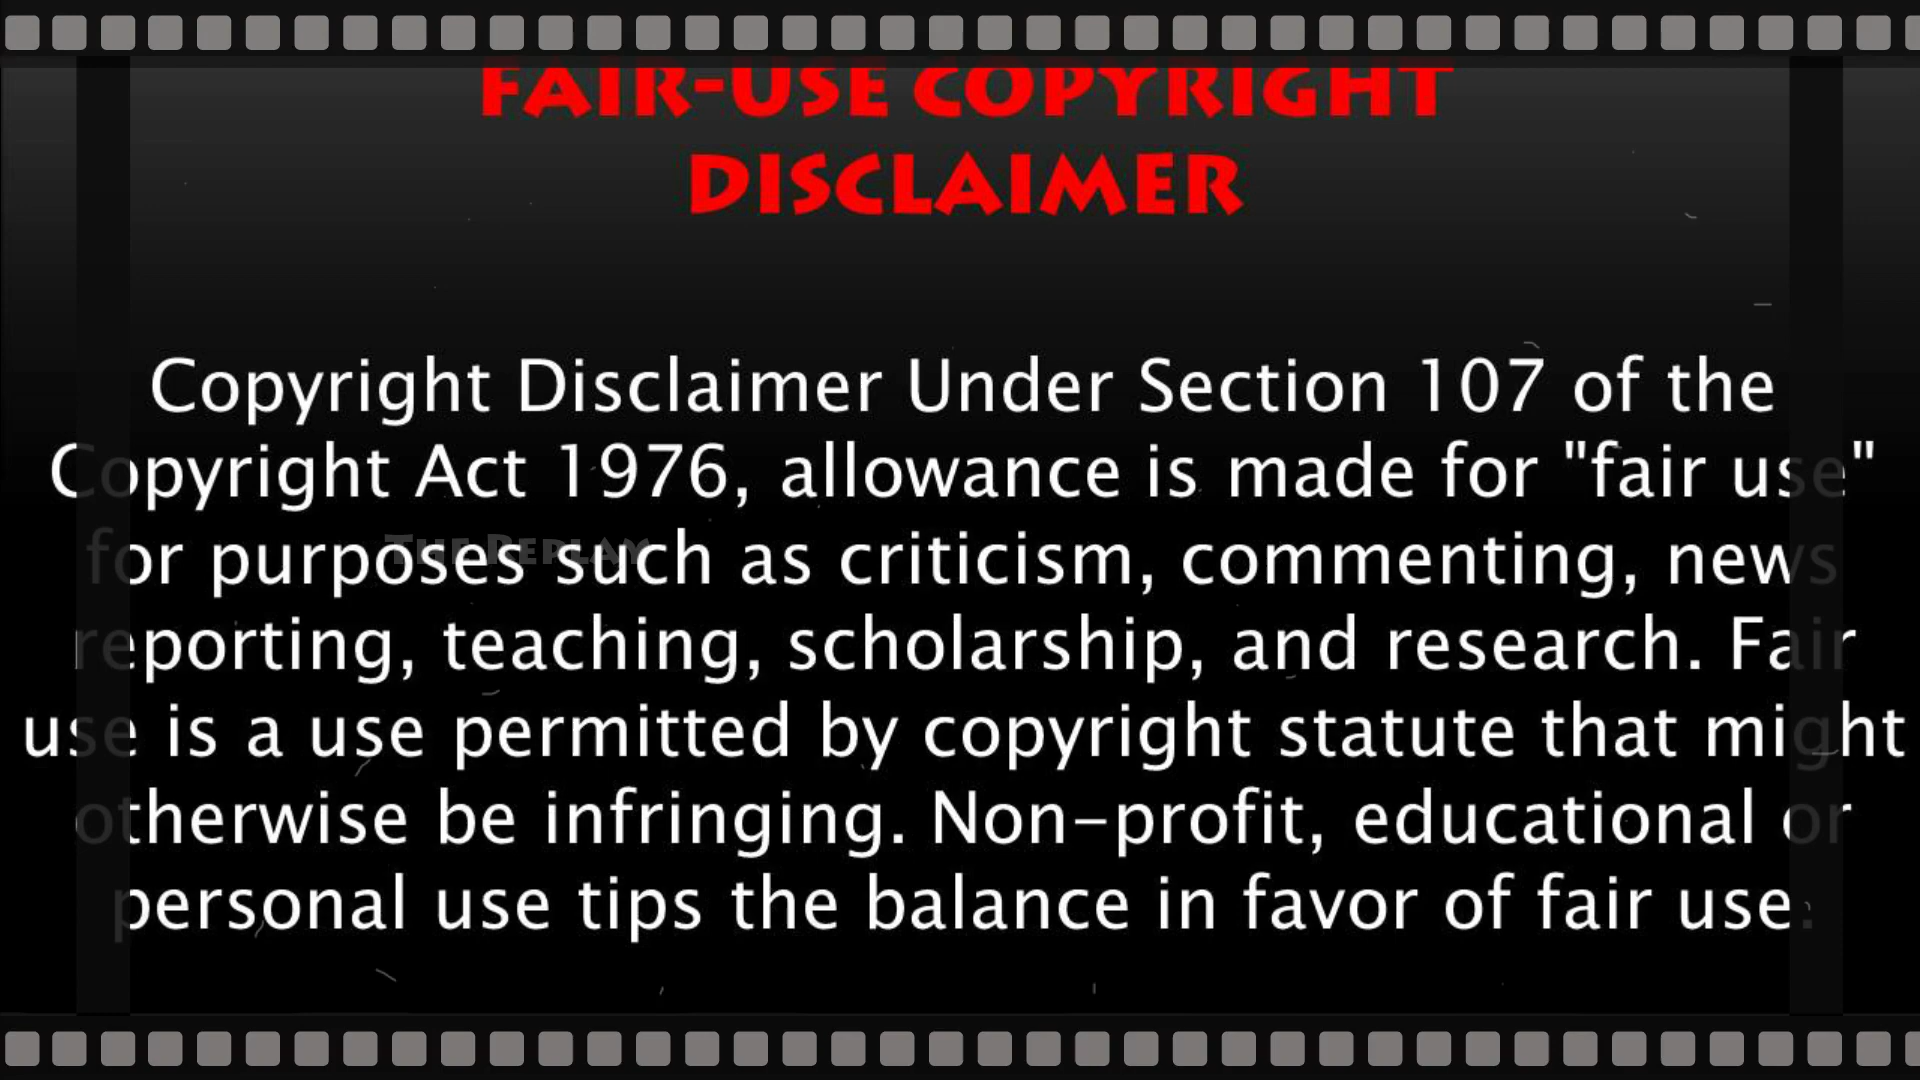 FAIR-USE COPYRIGHT
DISCLAIMER
Copyright Disclaimer Under Section 107 of the
Copyright Act 1976, allowance is made for "fair use"
The Replay
for purposes such as criticism, commenting, news
reporting, teaching, scholarship, and research. Fair
use is a use permitted by copyright statute that might
otherwise be infringing. Non-profit, educational or
personal use tips the balance in favor of fair use.